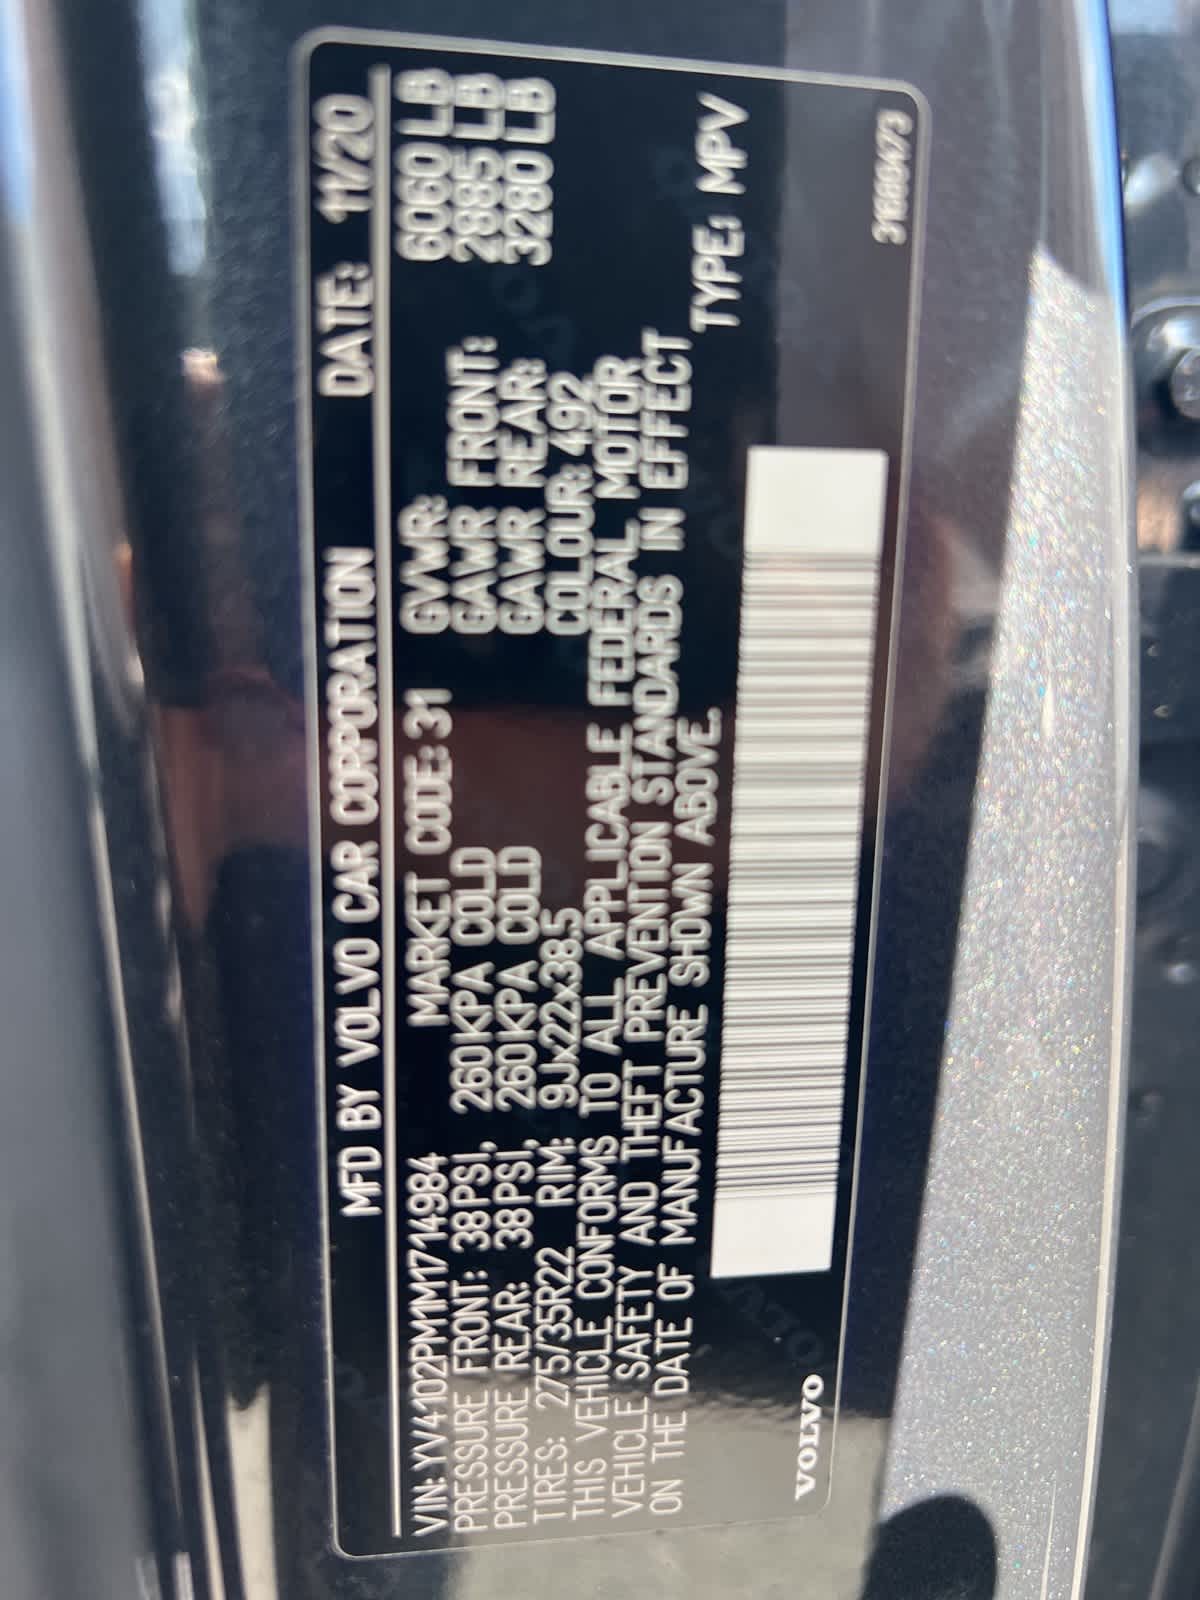 MFD BY VOLVO CAR CORPORATION DATE: 11/20
VIN: YV4102PM1M1714984 MARKET CODE: 31 GVWR: 6060 LB
PRESSURE FRONT: 38PSI, 260KPA COLD GAWR FRONT: 2885 LB
PRESSURE REAR: 38PSI, 260KPA COLD GAWR REAR: 3280 LB
TIRES: 275/35R22 RIM: 9Jx22x38.5 COLOUR: 492
THIS VEHICLE CONFORMS TO ALL APPLICABLE FEDERAL MOTOR
VEHICLE SAFETY AND THEFT PREVENTION STANDARDS IN EFFECT
ON THE DATE OF MANUFACTURE SHOWN ABOVE. TYPE: MPV
VOLVO